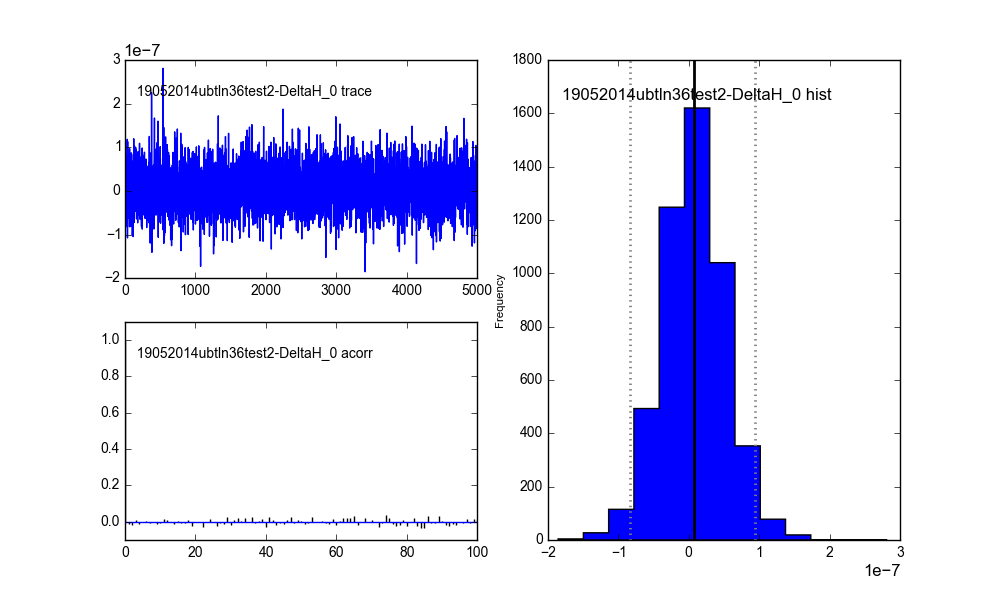 1e−7
3
2
1
0
−1
−2
19052014ubtln36test2-DeltaH_0 trace
0 1000 2000 3000 4000 5000
1.0
0.8
0.6
0.4
0.2
0.0
19052014ubtln36test2-DeltaH_0 acorr
0 20 40 60 80 100
Frequency
1800
1600
1400
1200
1000
800
600
400
200
0
19052014ubtln36test2-DeltaH_0 hist
−2 −1 0 1 2 3
1e−7